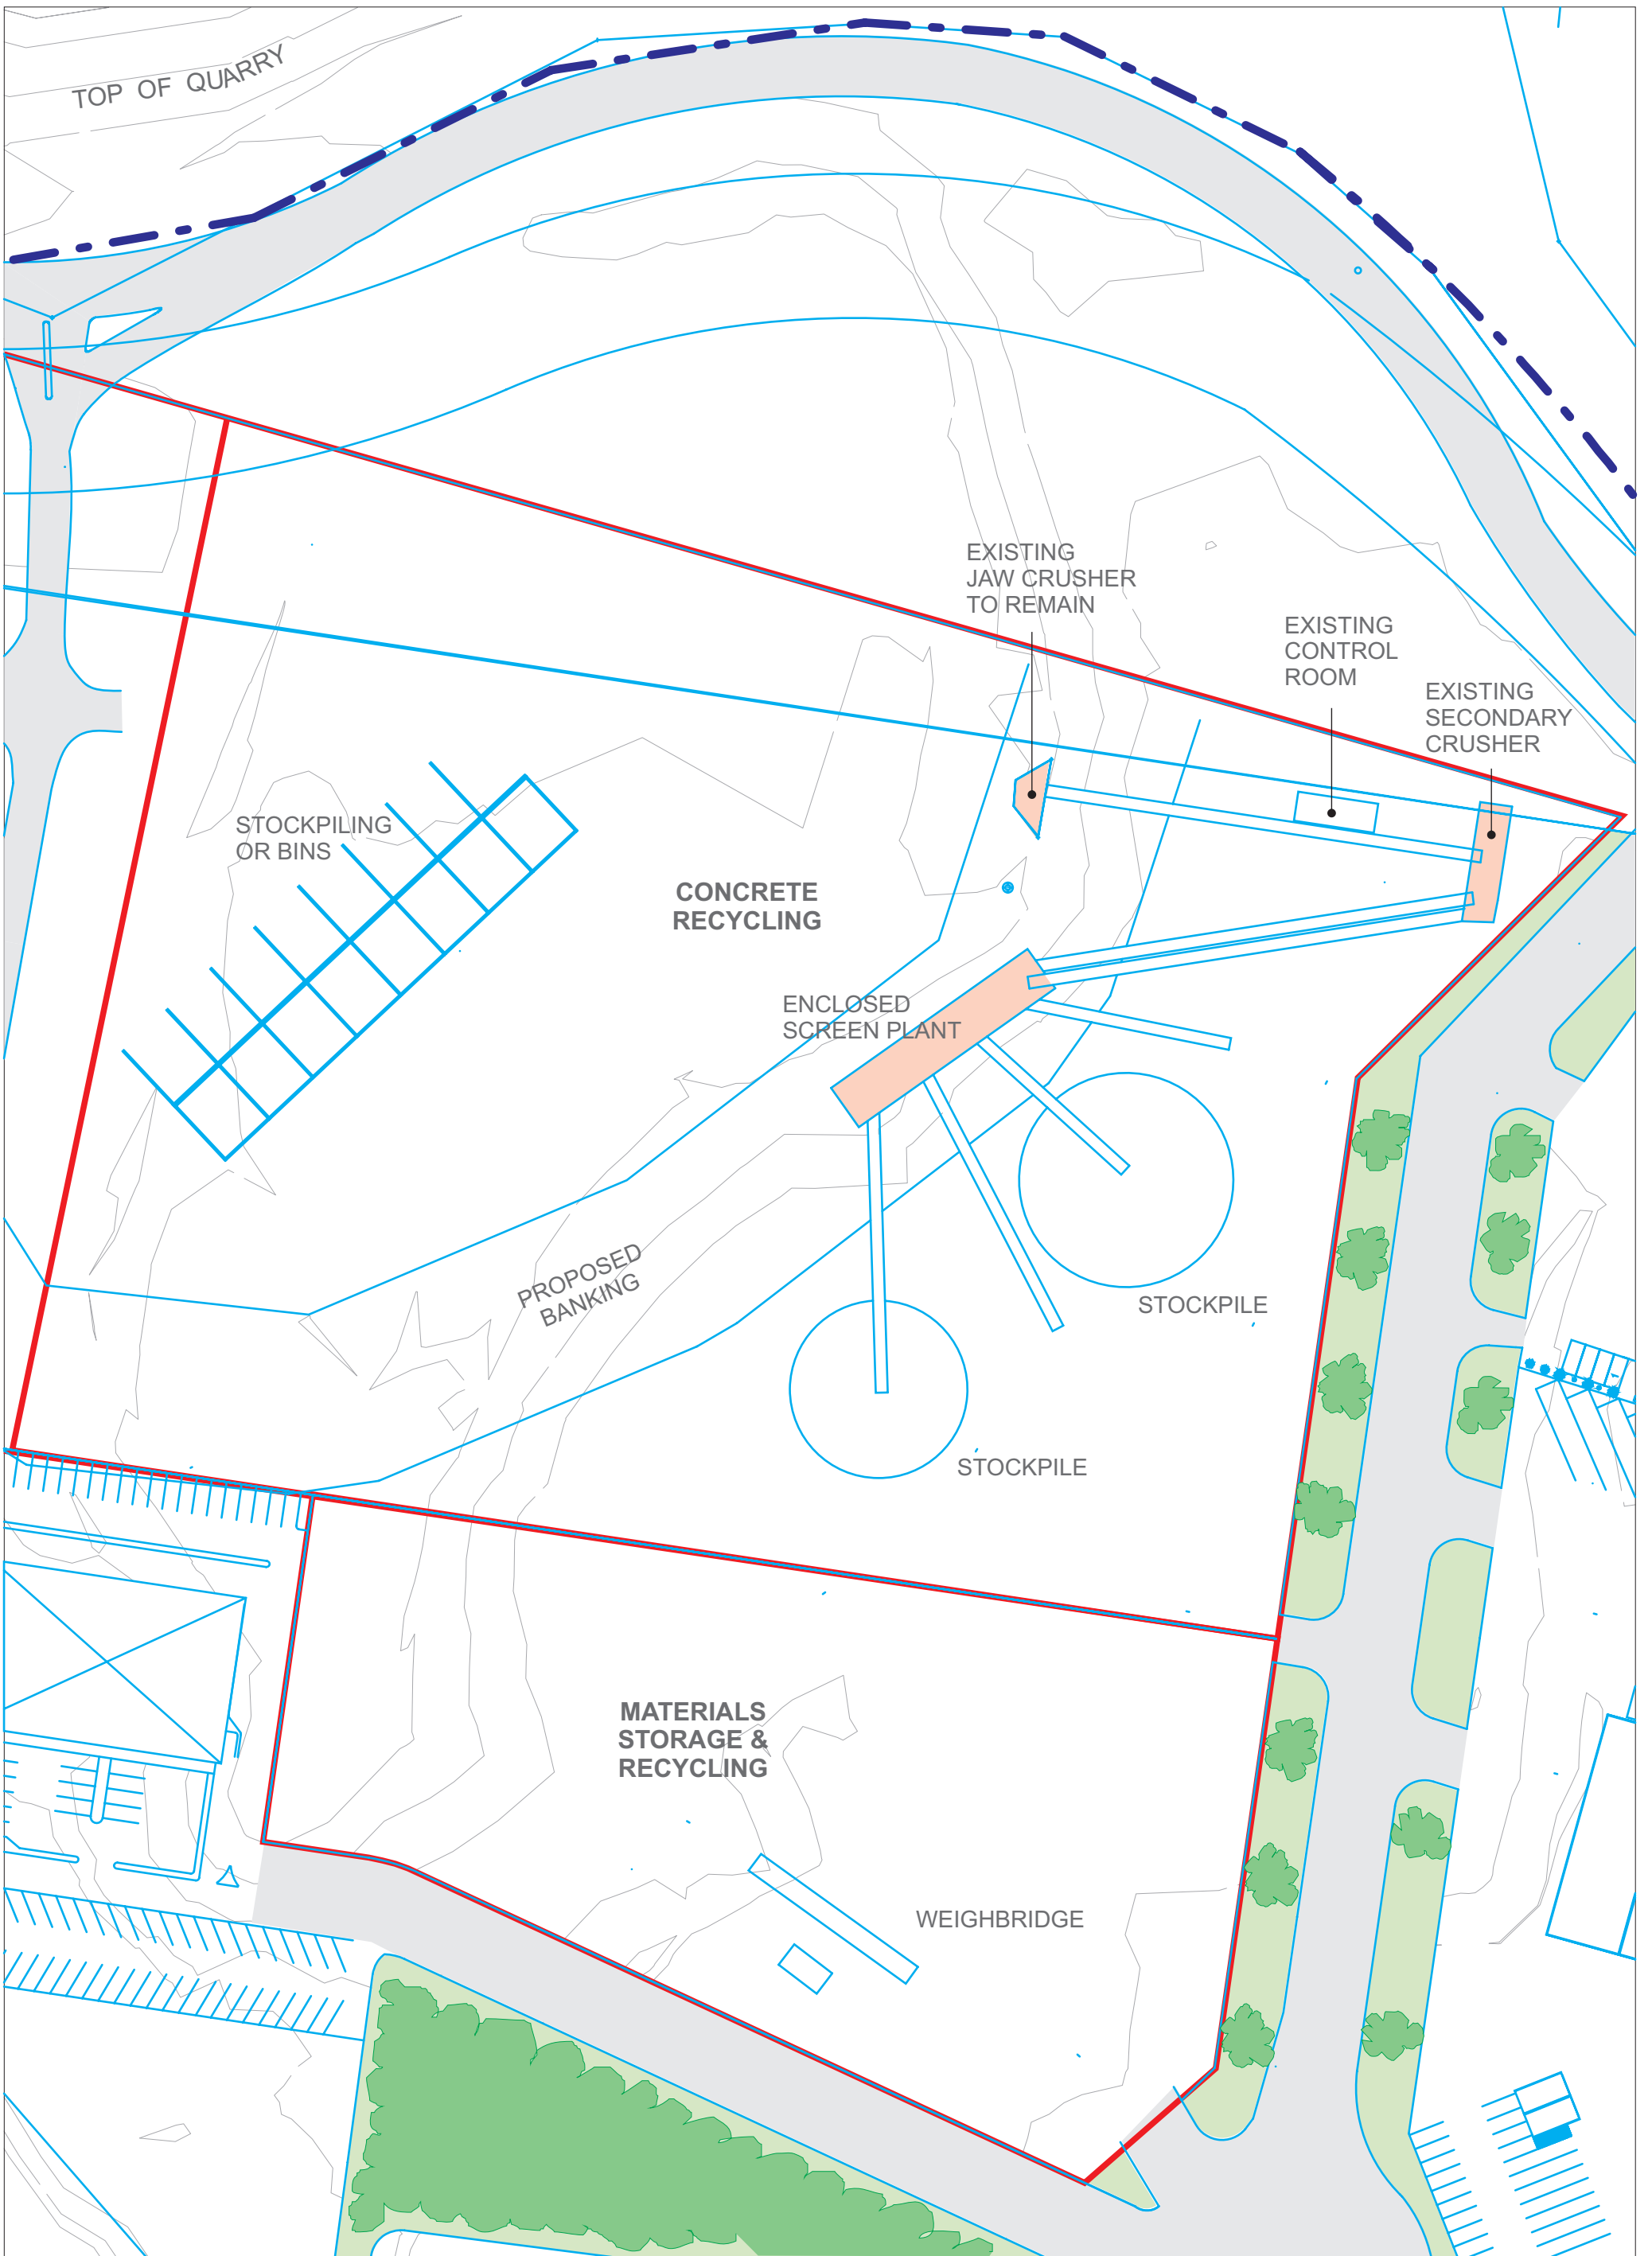 TOP OF QUARRY
EXISTING
JAW CRUSHER
TO REMAIN
EXISTING
CONTROL
ROOM
EXISTING
SECONDARY
CRUSHER
STOCKPILING
OR BINS
CONCRETE
RECYCLING
ENCLOSED
SCREEN PLANT
PROPOSED
BANKING
STOCKPILE
STOCKPILE
MATERIALS
STORAGE &
RECYCLING
WEIGHBRIDGE